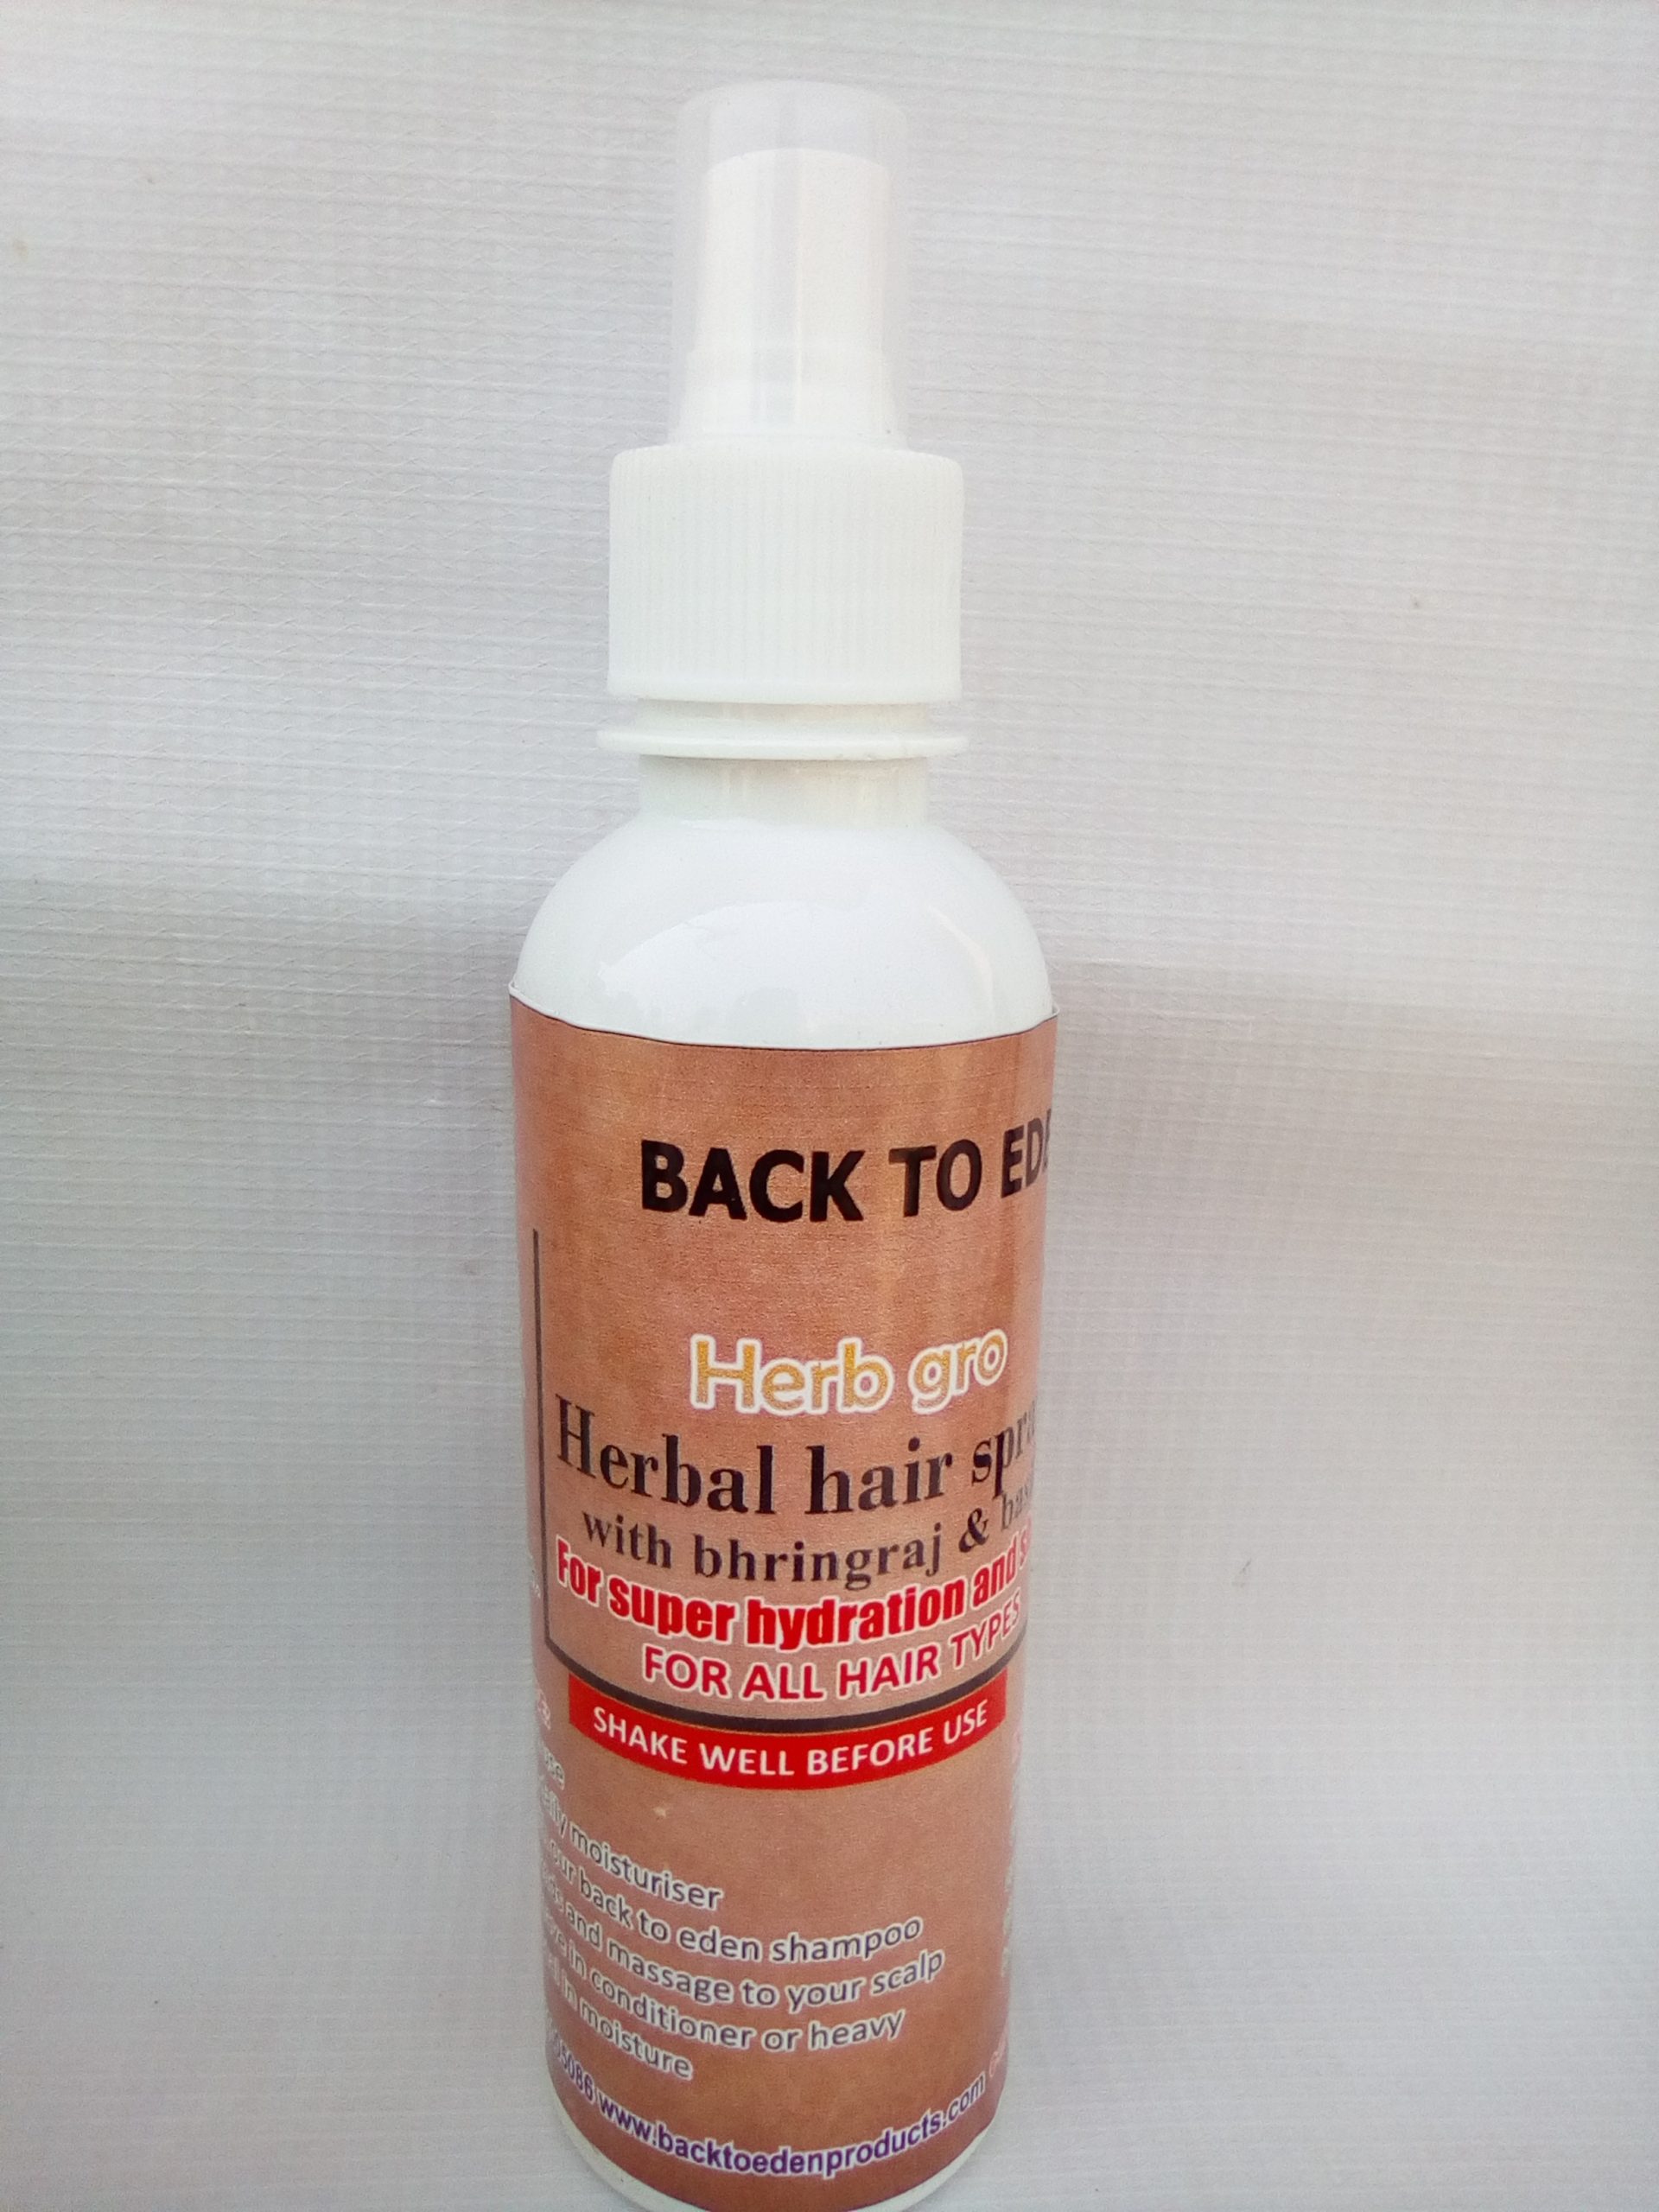 BACK TO
Herb gro
Herbal hair
with bhringraj &
For super hydration and
FOR ALL HAIR TYPES
SHAKE WELL BEFORE USE
moisturiser
our back to eden shampoo
and massage to your scalp
in conditioner or heavy
in moisture
www.backtoedenproducts.com